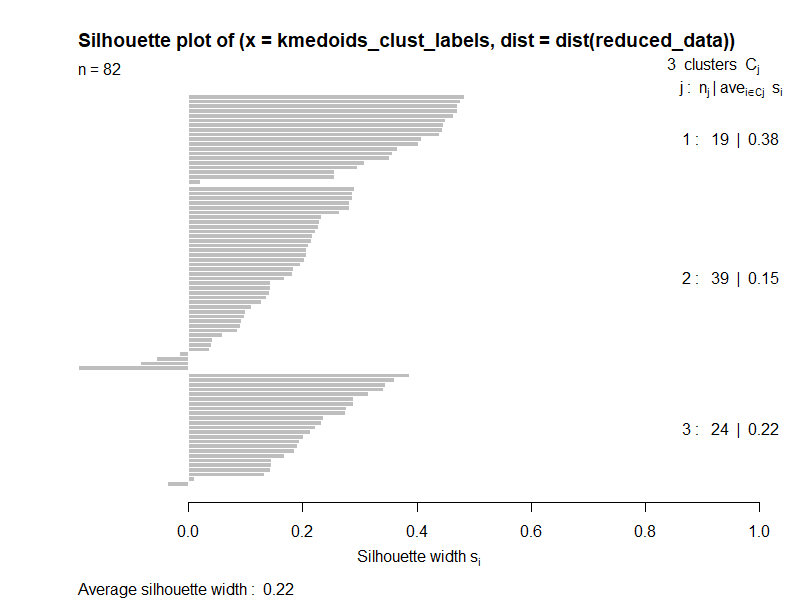 Silhouette plot of (x = kmedoids_clust_labels, dist = dist(reduced_data))
n = 82
3 clusters Cj
j : nj | avei∈Cj si
1 : 19 | 0.38
2 : 39 | 0.15
3 : 24 | 0.22
0.0 0.2 0.4 0.6 0.8 1.0
Silhouette width si
Average silhouette width : 0.22